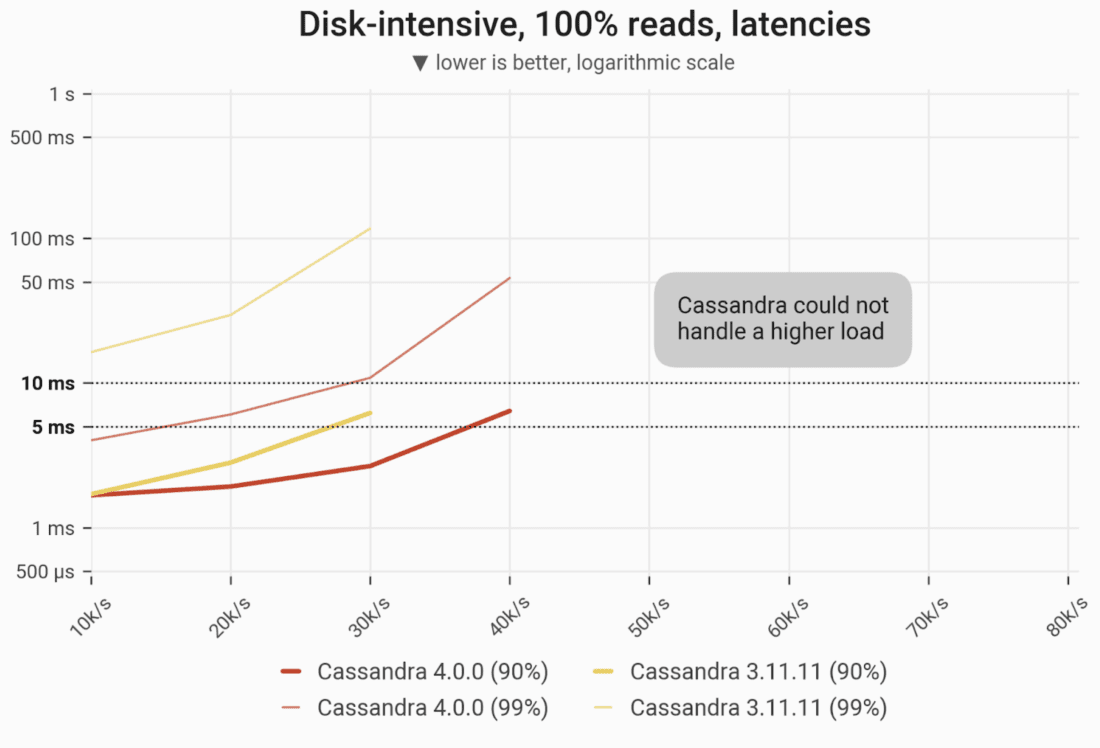 Disk-intensive, 100% reads, latencies
▼ lower is better, logarithmic scale
1 s
500 ms
100 ms
50 ms
10 ms
5 ms
1 ms
500 μs
Cassandra could not
handle a higher load
10k/s
20k/s
30k/s
40k/s
50k/s
60k/s
70k/s
80k/s
Cassandra 4.0.0 (90%)
Cassandra 3.11.11 (90%)
Cassandra 4.0.0 (99%)
Cassandra 3.11.11 (99%)